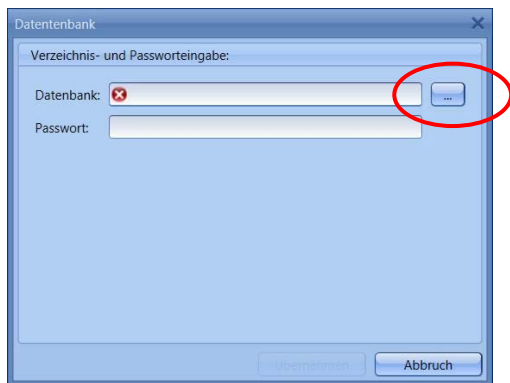 Datentenbank
Verzeichnis- und Passworteingabe:
Datenbank:
...
Passwort:
Übernehmen
Abbruch